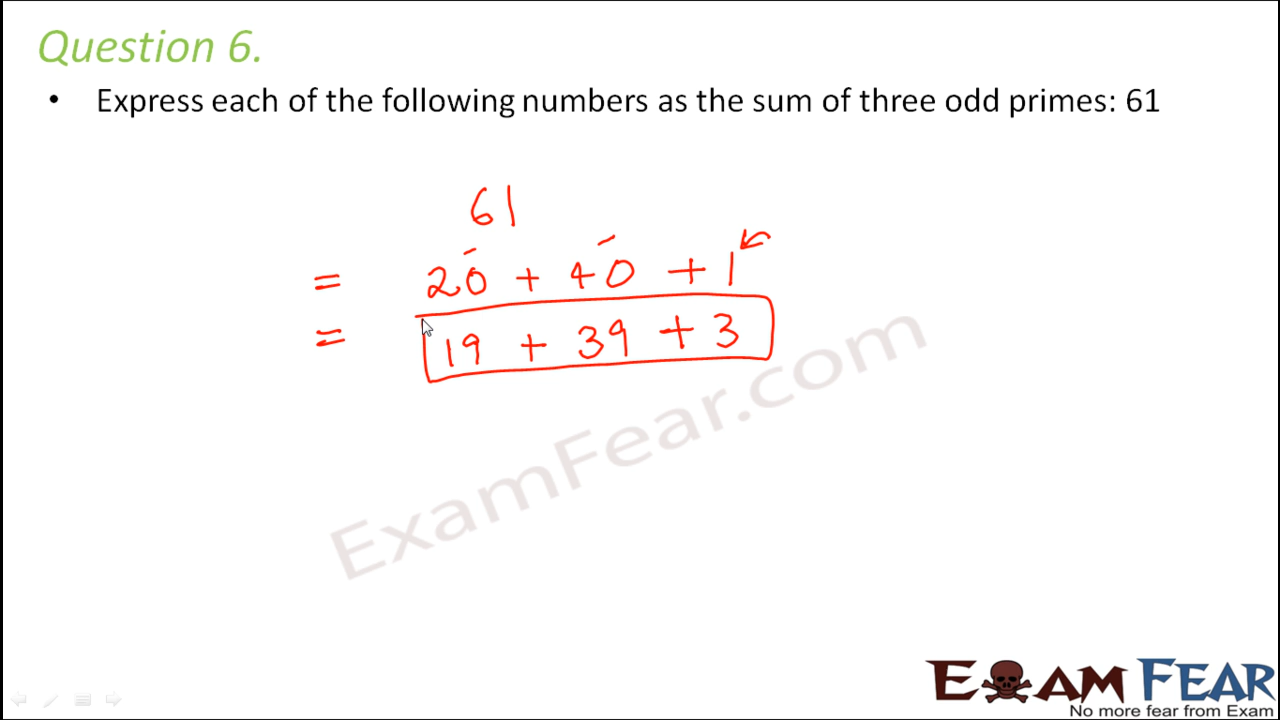 Question 6.
• Express each of the following numbers as the sum of three odd primes: 61
61
= 20 + 40 + 1
= 19 + 39 + 3
ExamFear.com
EXAM FEAR
No more fear from Exam